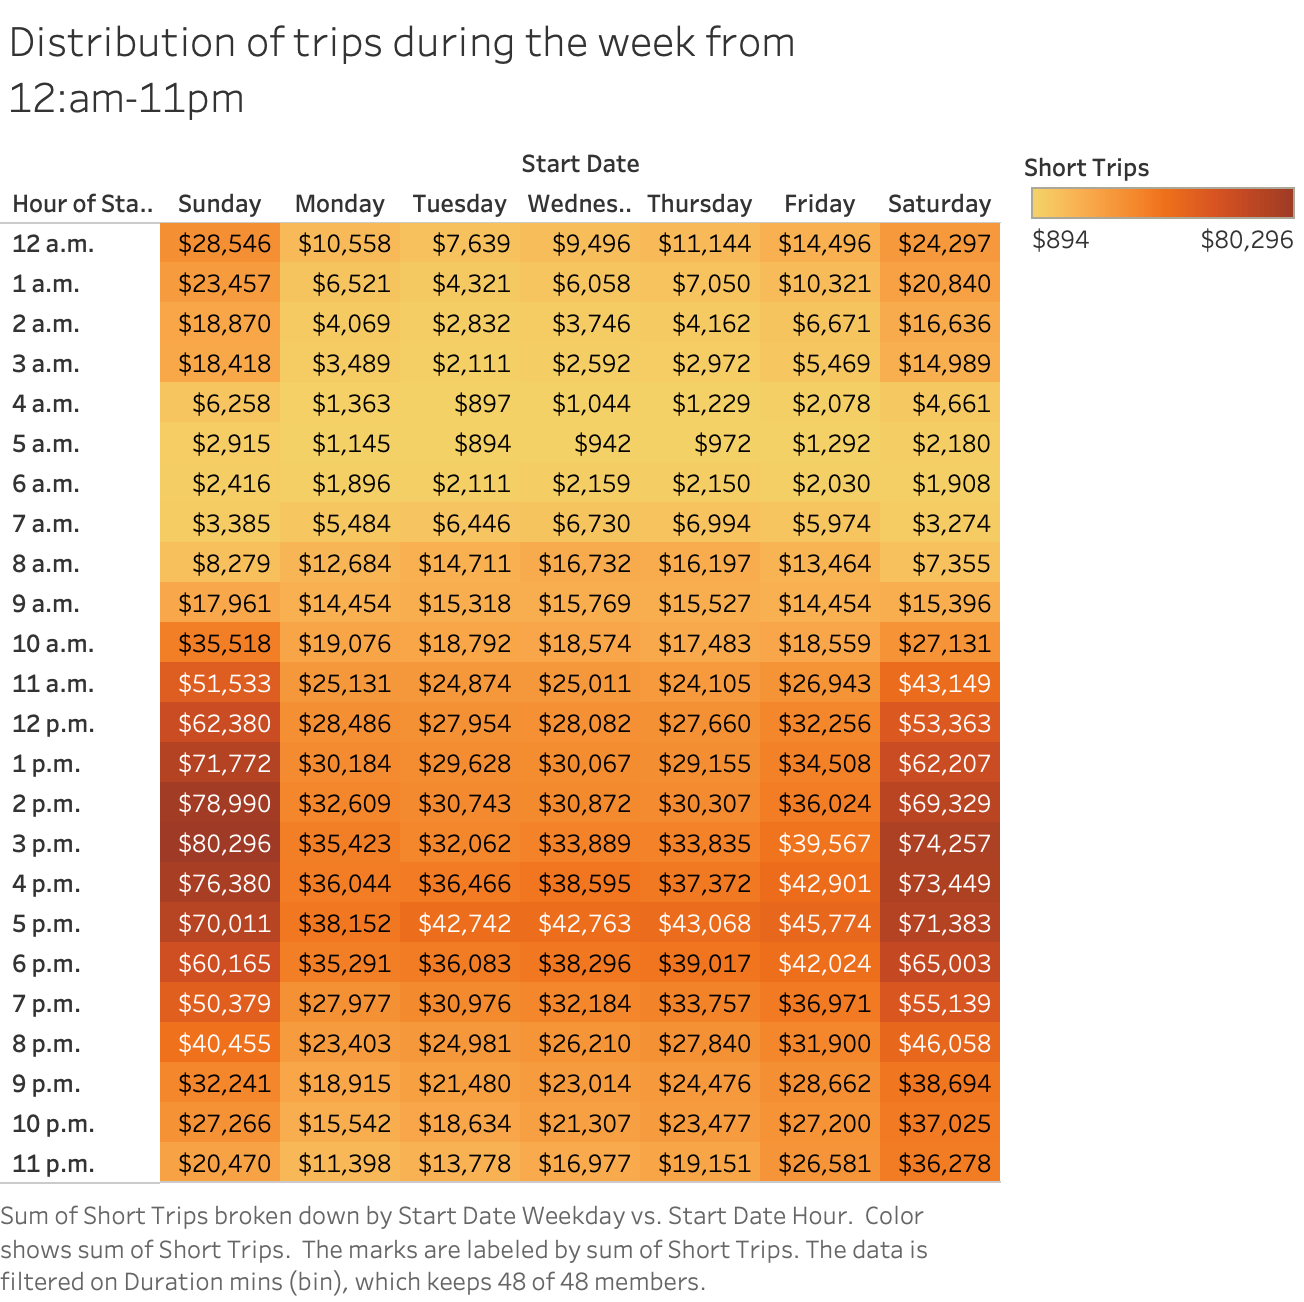 Distribution of trips during the week from
12:am-11pm
Start Date
Short Trips
Hour of Sta.. Sunday Monday Tuesday Wednes.. Thursday Friday Saturday
$894 $80,296
12 a.m. $28,546 $10,558 $7,639 $9,496 $11,144 $14,496 $24,297
1 a.m. $23,457 $6,521 $4,321 $6,058 $7,050 $10,321 $20,840
2 a.m. $18,870 $4,069 $2,832 $3,746 $4,162 $6,671 $16,636
3 a.m. $18,418 $3,489 $2,111 $2,592 $2,972 $5,469 $14,989
4 a.m. $6,258 $1,363 $897 $1,044 $1,229 $2,078 $4,661
5 a.m. $2,915 $1,145 $894 $942 $972 $1,292 $2,180
6 a.m. $2,416 $1,896 $2,111 $2,159 $2,150 $2,030 $1,908
7 a.m. $3,385 $5,484 $6,446 $6,730 $6,994 $5,974 $3,274
8 a.m. $8,279 $12,684 $14,711 $16,732 $16,197 $13,464 $7,355
9 a.m. $17,961 $14,454 $15,318 $15,769 $15,527 $14,454 $15,396
10 a.m. $35,518 $19,076 $18,792 $18,574 $17,483 $18,559 $27,131
11 a.m. $51,533 $25,131 $24,874 $25,011 $24,105 $26,943 $43,149
12 p.m. $62,380 $28,486 $27,954 $28,082 $27,660 $32,256 $53,363
1 p.m. $71,772 $30,184 $29,628 $30,067 $29,155 $34,508 $62,207
2 p.m. $78,990 $32,609 $30,743 $30,872 $30,307 $36,024 $69,329
3 p.m. $80,296 $35,423 $32,062 $33,889 $33,835 $39,567 $74,257
4 p.m. $76,380 $36,044 $36,466 $38,595 $37,372 $42,901 $73,449
5 p.m. $70,011 $38,152 $42,742 $42,763 $43,068 $45,774 $71,383
6 p.m. $60,165 $35,291 $36,083 $38,296 $39,017 $42,024 $65,003
7 p.m. $50,379 $27,977 $30,976 $32,184 $33,757 $36,971 $55,139
8 p.m. $40,455 $23,403 $24,981 $26,210 $27,840 $31,900 $46,058
9 p.m. $32,241 $18,915 $21,480 $23,014 $24,476 $28,662 $38,694
10 p.m. $27,266 $15,542 $18,634 $21,307 $23,477 $27,200 $37,025
11 p.m. $20,470 $11,398 $13,778 $16,977 $19,151 $26,581 $36,278
Sum of Short Trips broken down by Start Date Weekday vs. Start Date Hour.  Color
shows sum of Short Trips.  The marks are labeled by sum of Short Trips. The data is
filtered on Duration mins (bin), which keeps 48 of 48 members.